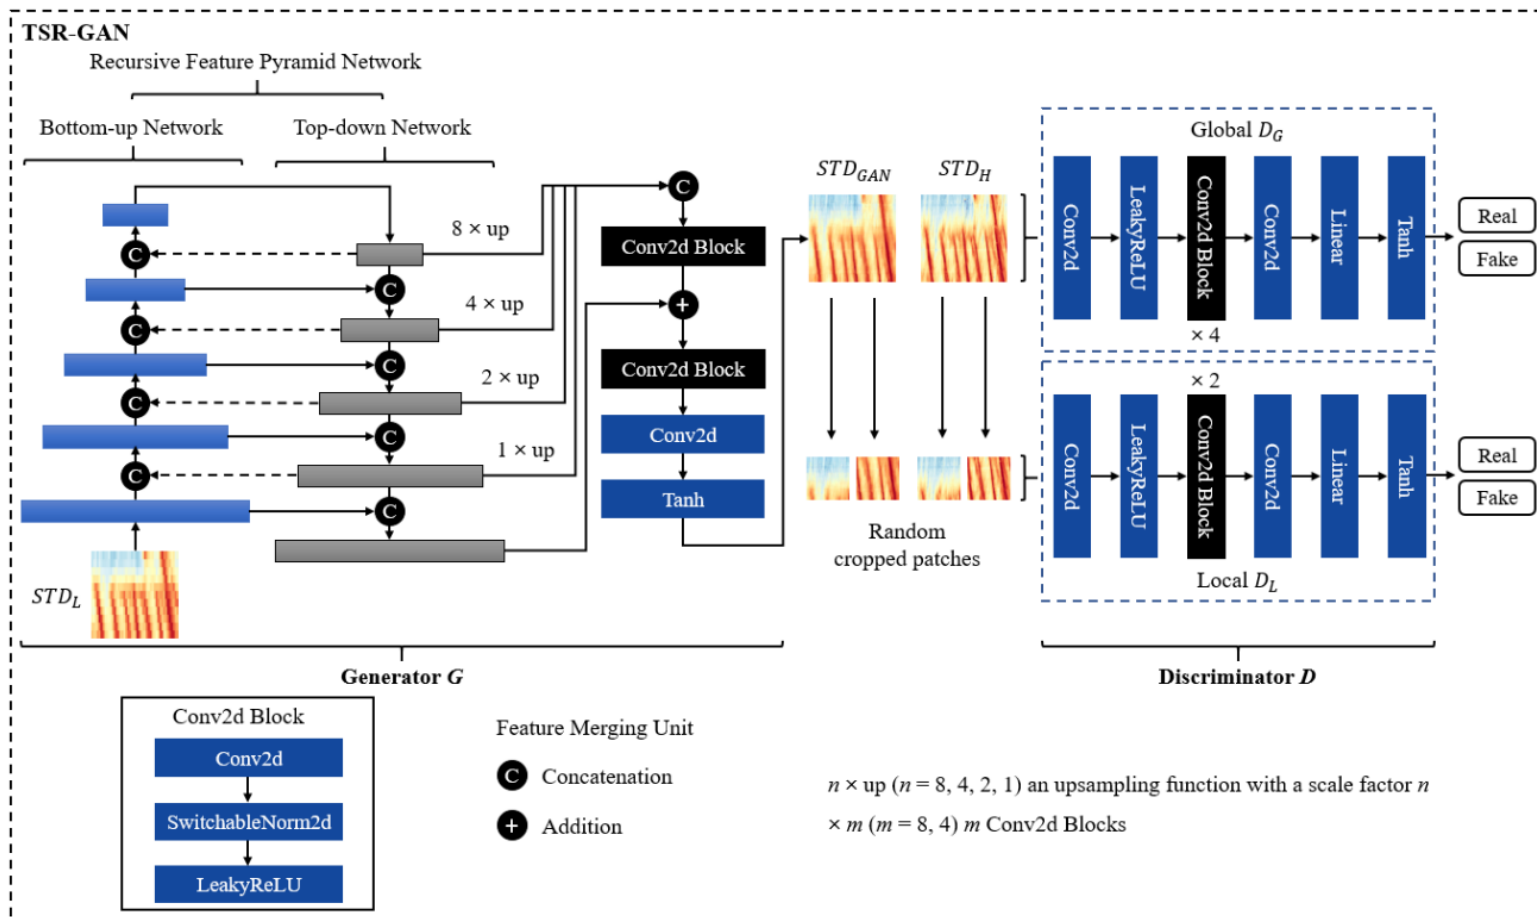 TSR-GAN
Recursive Feature Pyramid Network
Bottom-up Network
Top-down Network
8 × up
4 × up
2 × up
1 × up
C
C
C
C
C
C
C
C
STD_L
C
Conv2d Block
+
Conv2d Block
Conv2d
Tanh
Generator G
STD_GAN
STD_H
Random
cropped patches
Global D_G
Conv2d
LeakyReLU
Conv2d Block
Conv2d
Linear
Tanh
× 4
Real
Fake
× 2
Conv2d
LeakyReLU
Conv2d Block
Conv2d
Linear
Tanh
Local D_L
Real
Fake
Discriminator D
Conv2d Block
Conv2d
SwitchableNorm2d
LeakyReLU
Feature Merging Unit
C Concatenation
+ Addition
n × up (n = 8, 4, 2, 1) an upsampling function with a scale factor n
× m (m = 8, 4) m Conv2d Blocks